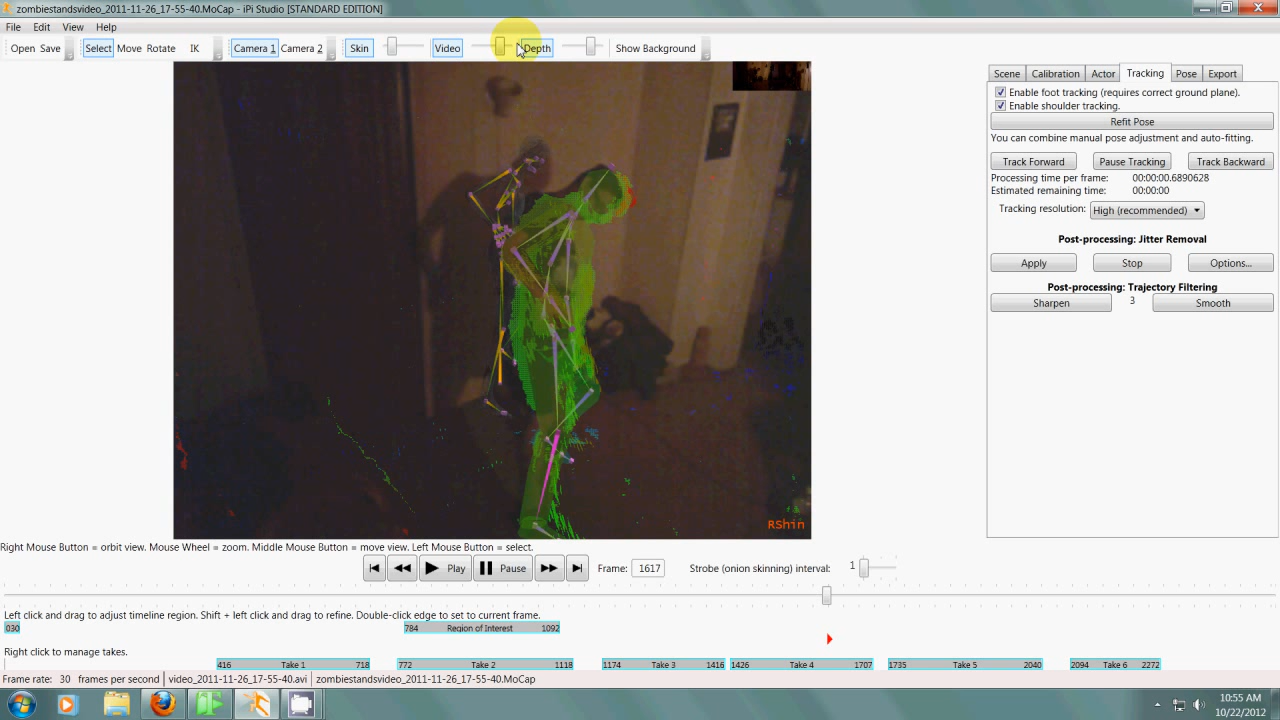 zombiestandsvideo_2011-11-26_17-55-40.MoCap - iPi Studio [STANDARD EDITION]
File Edit View Help
Open Save Select Move Rotate IK Camera 1 Camera 2 Skin Video Depth Show Background
Scene Calibration Actor Tracking Pose Export
Enable foot tracking (requires correct ground plane).
Enable shoulder tracking.
Refit Pose
You can combine manual pose adjustment and auto-fitting.
Track Forward Pause Tracking Track Backward
Processing time per frame: 00:00:00.6890628
Estimated remaining time: 00:00:00
Tracking resolution: High (recommended)
Post-processing: Jitter Removal
Apply Stop Options...
Post-processing: Trajectory Filtering
Sharpen 3 Smooth
RShin
Right Mouse Button = orbit view. Mouse Wheel = zoom. Middle Mouse Button = move view. Left Mouse Button = select.
Play Pause Frame: 1617 Strobe (onion skinning) interval: 1
Left click and drag to adjust timeline region. Shift + left click and drag to refine. Double-click edge to set to current frame.
030 784 Region of Interest 1092
Right click to manage takes.
416 Take 1 718 772 Take 2 1118 1174 Take 3 1416 1426 Take 4 1707 1735 Take 5 2040 2094 Take 6 2272
Framerate: 30 frames per second video_2011-11-26_17-55-40.avi zombiestandsvideo_2011-11-26_17-55-40.MoCap
10:55 AM
10/22/2012